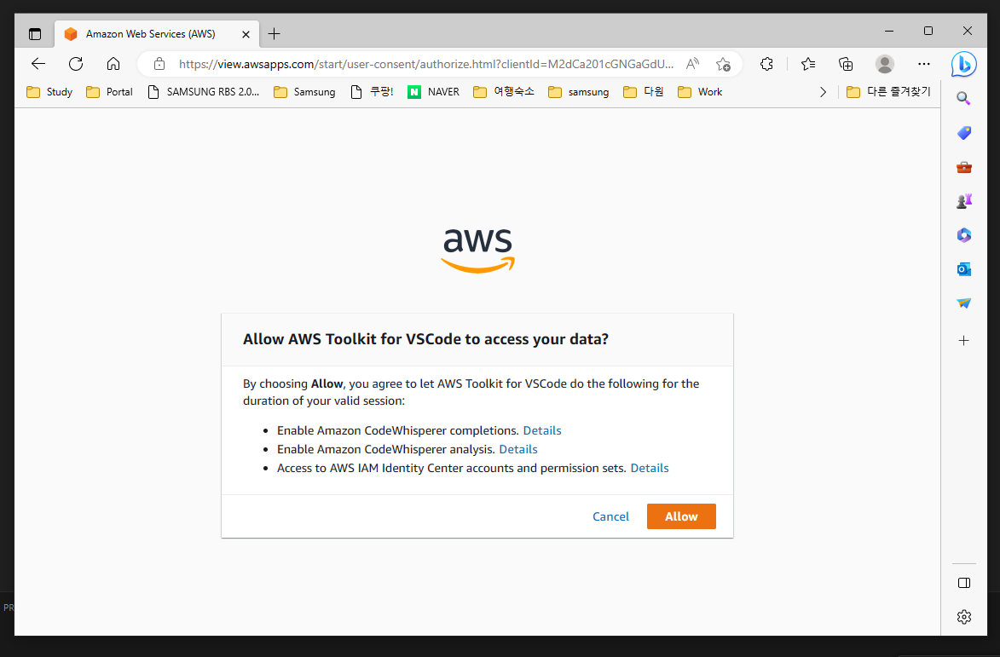 Amazon Web Services (AWS)
https://view.awsapps.com/start/user-consent/authorize.html?clientId=M2dCa201cGNGaGdU...
Study Portal SAMSUNG RBS 2.0... Samsung 쿠팡! NAVER 여행숙소 samsung 다원 Work 다른 즐겨찾기
aws
Allow AWS Toolkit for VSCode to access your data?
By choosing Allow, you agree to let AWS Toolkit for VSCode do the following for the
duration of your valid session:
• Enable Amazon CodeWhisperer completions. Details
• Enable Amazon CodeWhisperer analysis. Details
• Access to AWS IAM Identity Center accounts and permission sets. Details
Cancel Allow
PR